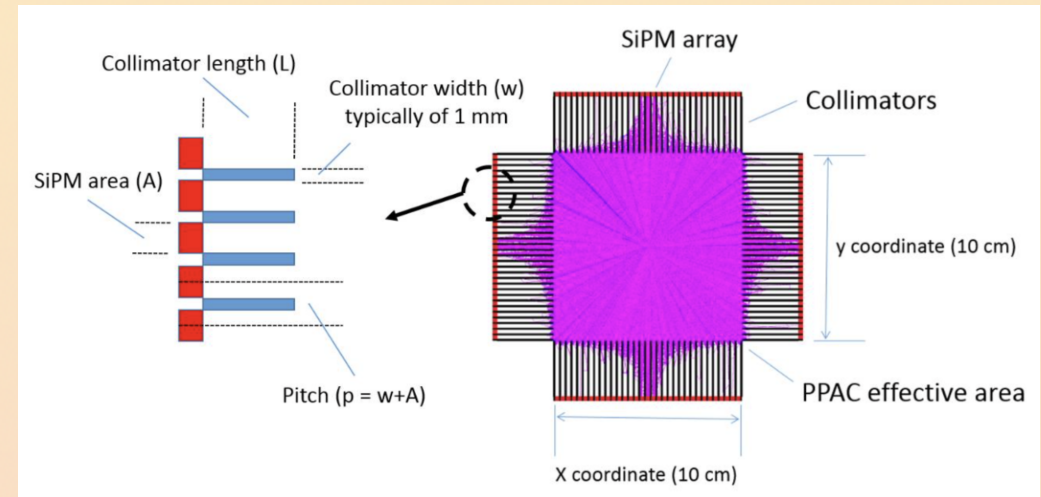 SiPM array
Collimator length (L)
Collimator width (w)
typically of 1 mm
Collimators
SiPM area (A)
y coordinate (10 cm)
Pitch (p = w+A)
PPAC effective area
X coordinate (10 cm)